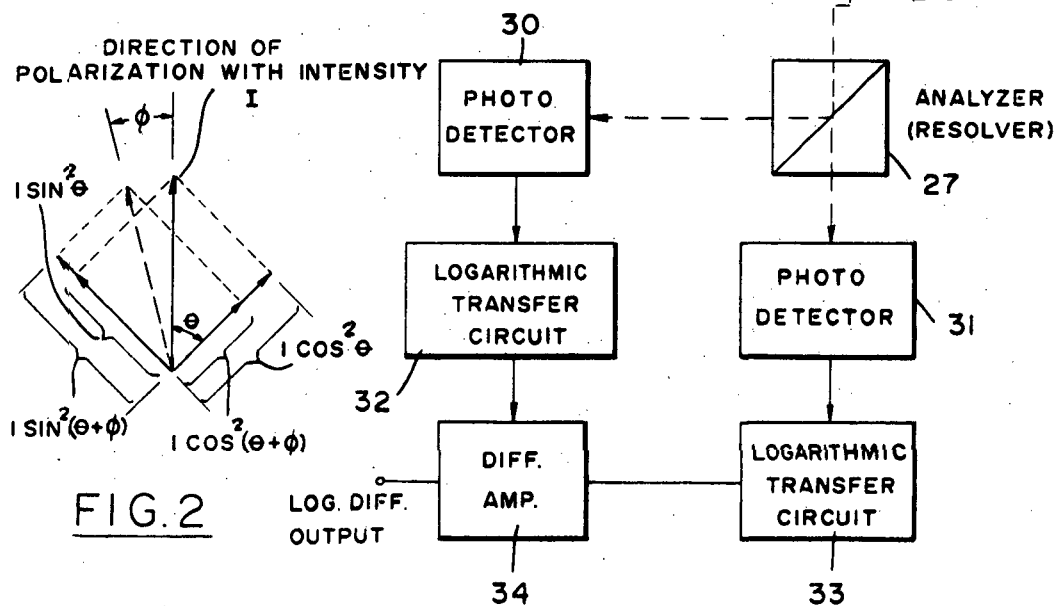 DIRECTION OF
POLARIZATION WITH INTENSITY
I
ϕ
I SIN²θ
θ
I COS²θ
I SIN²(θ+ϕ)
I COS²(θ+ϕ)
FIG.2
30
PHOTO
DETECTOR
ANALYZER
(RESOLVER)
27
LOGARITHMIC
TRANSFER
CIRCUIT
32
PHOTO
DETECTOR
31
DIFF.
AMP.
34
LOG. DIFF.
OUTPUT
LOGARITHMIC
TRANSFER
CIRCUIT
33